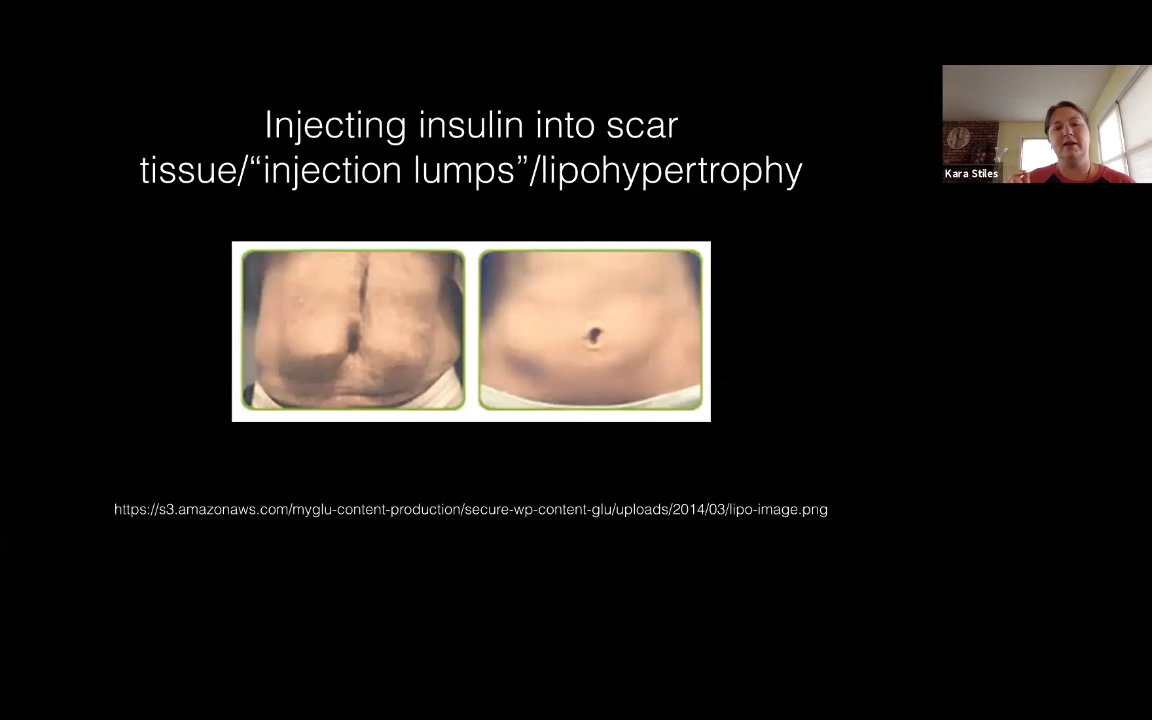 Injecting insulin into scar
tissue/“injection lumps”/lipohypertrophy
Kara Stiles
https://s3.amazonaws.com/myglu-content-production/secure-wp-content-glu/uploads/2014/03/lipo-image.png